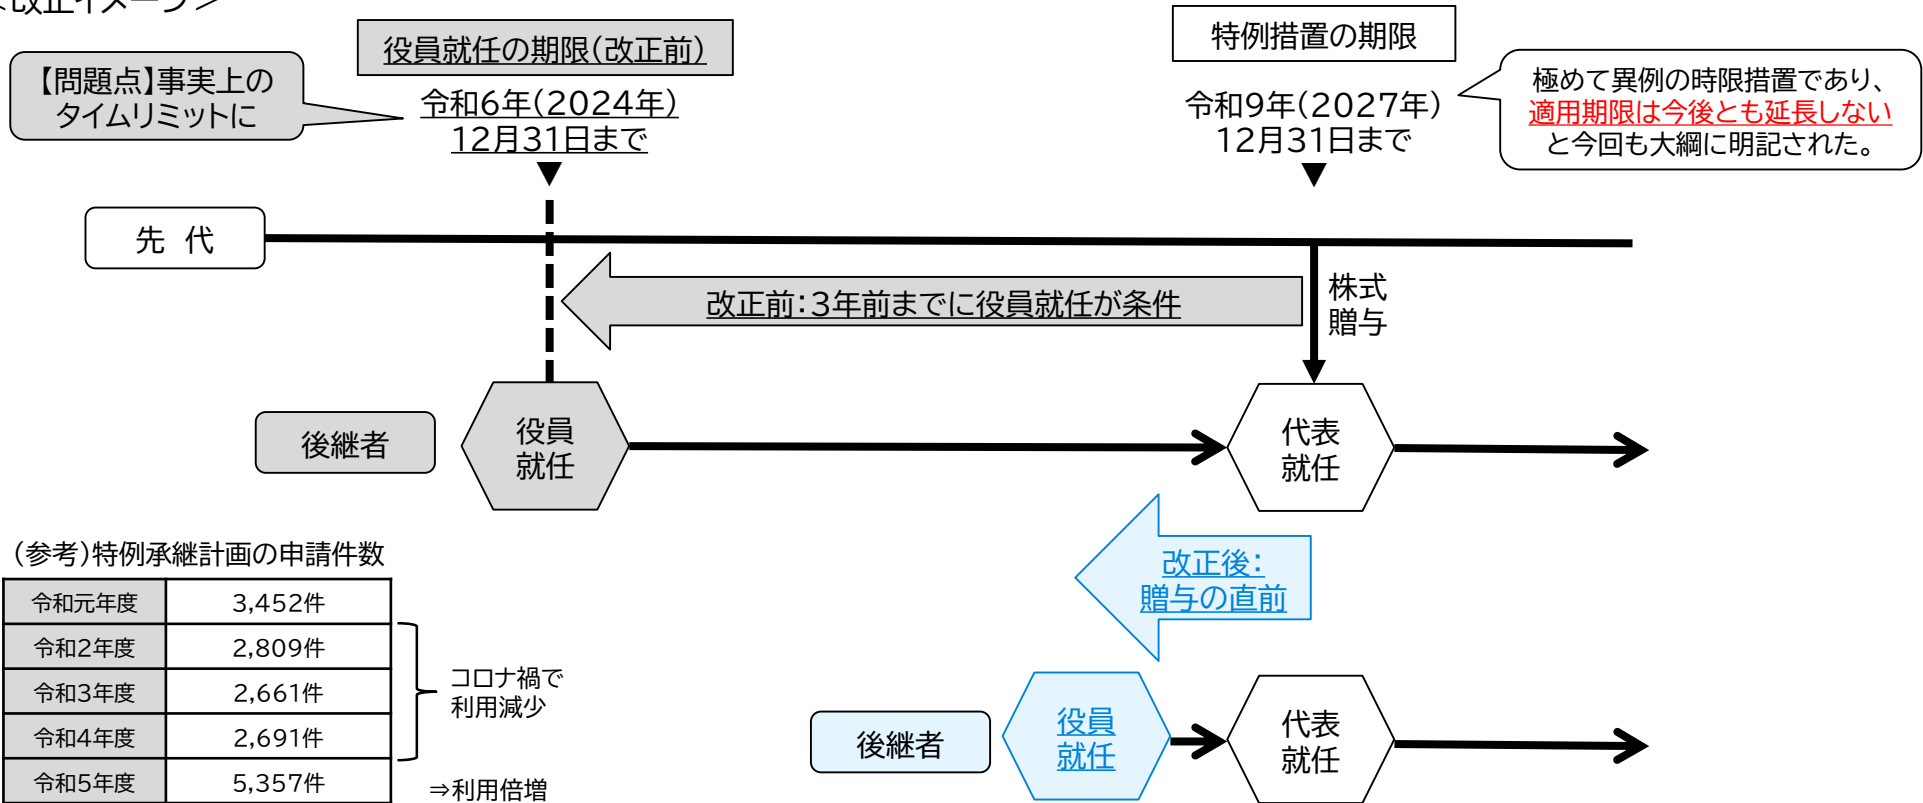 <改正イメージ>
役員就任の期限(改正前)
特例措置の期限
【問題点】事実上の
タイムリミットに
令和6年(2024年)
12月31日まで
令和9年(2027年)
12月31日まで
極めて異例の時限措置であり、
適用期限は今後とも延長しない
と今回も大綱に明記された。
先 代
改正前:3年前までに役員就任が条件
株式
贈与
後継者
役員
就任
代表
就任
改正後:
贈与の直前
(参考)特例承継計画の申請件数
令和元年度 3,452件
令和2年度 2,809件
令和3年度 2,661件
令和4年度 2,691件
令和5年度 5,357件
コロナ禍で
利用減少
⇒利用倍増
後継者
役員
就任
代表
就任